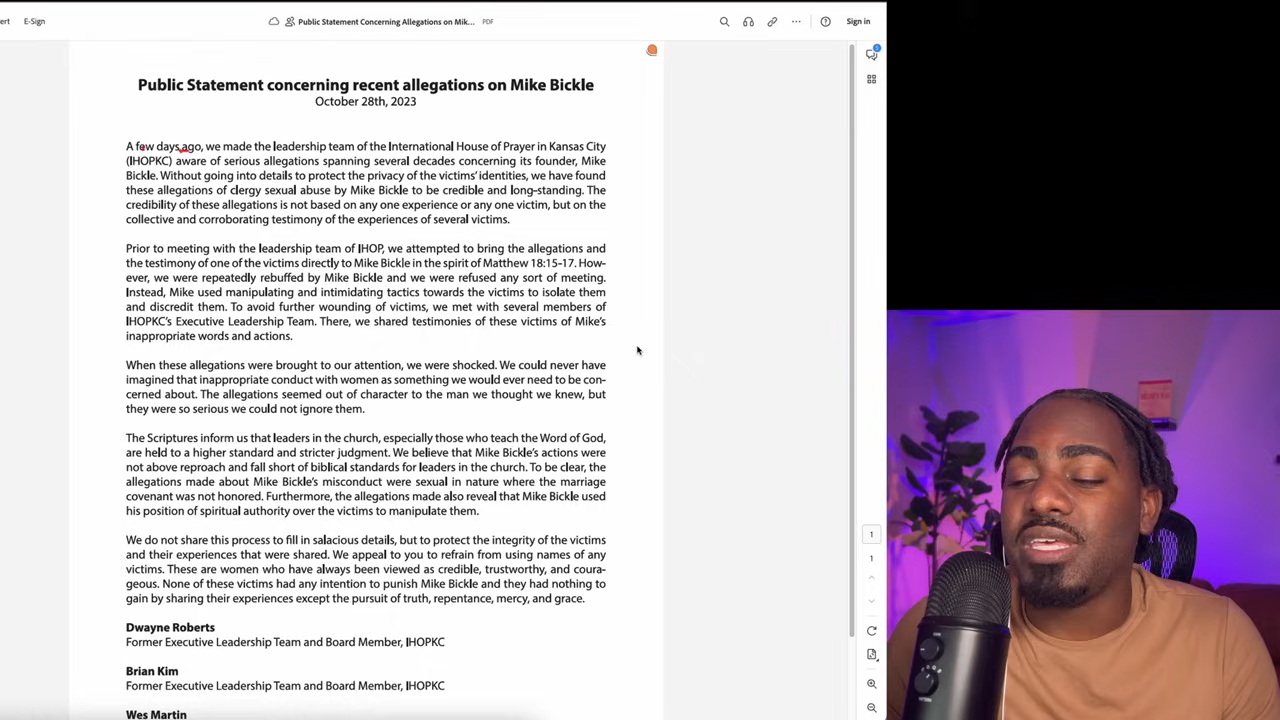 ert E-Sign Public Statement Concerning Allegations on Mik... PDF Sign in
Public Statement concerning recent allegations on Mike Bickle
October 28th, 2023
A few days ago, we made the leadership team of the International House of Prayer in Kansas City
(IHOPKC) aware of serious allegations spanning several decades concerning its founder, Mike
Bickle. Without going into details to protect the privacy of the victims' identities, we have found
these allegations of clergy sexual abuse by Mike Bickle to be credible and long-standing. The
credibility of these allegations is not based on any one experience or any one victim, but on the
collective and corroborating testimony of the experiences of several victims.
Prior to meeting with the leadership team of IHOP, we attempted to bring the allegations and
the testimony of one of the victims directly to Mike Bickle in the spirit of Matthew 18:15-17. How-
ever, we were repeatedly rebuffed by Mike Bickle and we were refused any sort of meeting.
Instead, Mike used manipulating and intimidating tactics towards the victims to isolate them
and discredit them. To avoid further wounding of victims, we met with several members of
IHOPKC's Executive Leadership Team. There, we shared testimonies of these victims of Mike's
inappropriate words and actions.
When these allegations were brought to our attention, we were shocked. We could never have
imagined that inappropriate conduct with women as something we would ever need to be con-
cerned about. The allegations seemed out of character to the man we thought we knew, but
they were so serious we could not ignore them.
The Scriptures inform us that leaders in the church, especially those who teach the Word of God,
are held to a higher standard and stricter judgment. We believe that Mike Bickle's actions were
not above reproach and fall short of biblical standards for leaders in the church. To be clear, the
allegations made about Mike Bickle's misconduct were sexual in nature where the marriage
covenant was not honored. Furthermore, the allegations made also reveal that Mike Bickle used
his position of spiritual authority over the victims to manipulate them.
We do not share this process to fill in salacious details, but to protect the integrity of the victims
and their experiences that were shared. We appeal to you to refrain from using names of any
victims. These are women who have always been viewed as credible, trustworthy, and coura-
geous. None of these victims had any intention to punish Mike Bickle and they had nothing to
gain by sharing their experiences except the pursuit of truth, repentance, mercy, and grace.
Dwayne Roberts
Former Executive Leadership Team and Board Member, IHOPKC
Brian Kim
Former Executive Leadership Team and Board Member, IHOPKC
Wes Martin
1
1